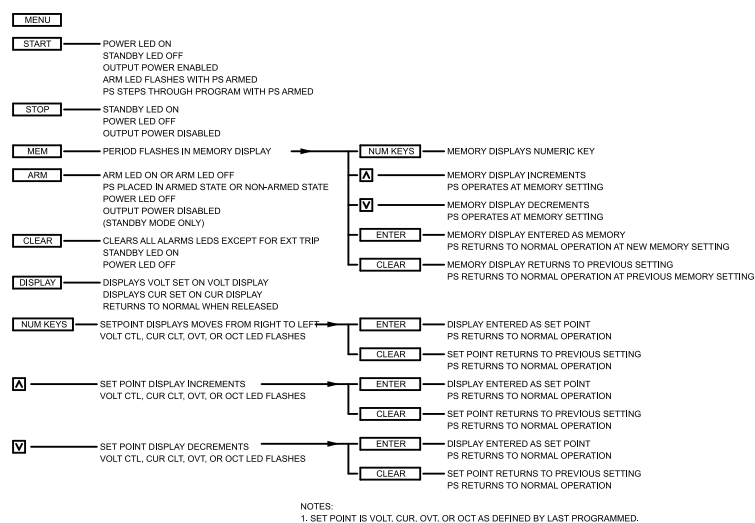 MENU
START
POWER LED ON
STANDBY LED OFF
OUTPUT POWER ENABLED
ARM LED FLASHES WITH PS ARMED
PS STEPS THROUGH PROGRAM WITH PS ARMED
STOP
STANDBY LED ON
POWER LED OFF
OUTPUT POWER DISABLED
MEM
PERIOD FLASHES IN MEMORY DISPLAY
NUM KEYS
MEMORY DISPLAYS NUMERIC KEY
MEMORY DISPLAY INCREMENTS
PS OPERATES AT MEMORY SETTING
MEMORY DISPLAY DECREMENTS
PS OPERATES AT MEMORY SETTING
ENTER
MEMORY DISPLAY ENTERED AS MEMORY
PS RETURNS TO NORMAL OPERATION AT NEW MEMORY SETTING
CLEAR
MEMORY DISPLAY RETURNS TO PREVIOUS SETTING
PS RETURNS TO NORMAL OPERATION AT PREVIOUS MEMORY SETTING
ARM
ARM LED ON OR ARM LED OFF
PS PLACED IN ARMED STATE OR NON-ARMED STATE
POWER LED OFF
OUTPUT POWER DISABLED
(STANDBY MODE ONLY)
CLEAR
CLEARS ALL ALARMS LEDS EXCEPT FOR EXT TRIP
STANDBY LED ON
POWER LED OFF
DISPLAY
DISPLAYS VOLT SET ON VOLT DISPLAY
DISPLAYS CUR SET ON CUR DISPLAY
RETURNS TO NORMAL WHEN RELEASED
NUM KEYS
SETPOINT DISPLAYS MOVES FROM RIGHT TO LEFT
VOLT CTL, CUR CLT, OVT, OR OCT LED FLASHES
ENTER
DISPLAY ENTERED AS SET POINT
PS RETURNS TO NORMAL OPERATION
CLEAR
SET POINT RETURNS TO PREVIOUS SETTING
PS RETURNS TO NORMAL OPERATION
SET POINT DISPLAY INCREMENTS
VOLT CTL, CUR CLT, OVT, OR OCT LED FLASHES
ENTER
DISPLAY ENTERED AS SET POINT
PS RETURNS TO NORMAL OPERATION
CLEAR
SET POINT RETURNS TO PREVIOUS SETTING
PS RETURNS TO NORMAL OPERATION
SET POINT DISPLAY DECREMENTS
VOLT CTL, CUR CLT, OVT, OR OCT LED FLASHES
ENTER
DISPLAY ENTERED AS SET POINT
PS RETURNS TO NORMAL OPERATION
CLEAR
SET POINT RETURNS TO PREVIOUS SETTING
PS RETURNS TO NORMAL OPERATION
NOTES:
1. SET POINT IS VOLT, CUR, OVT, OR OCT AS DEFINED BY LAST PROGRAMMED.